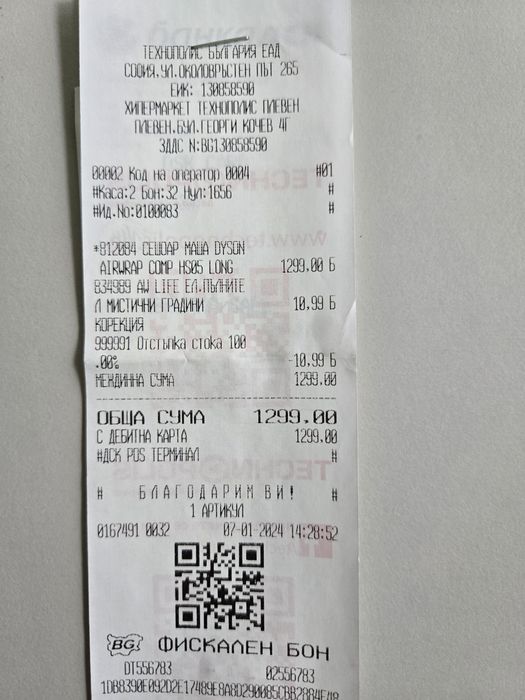 ТЕХНОПОЛИС БЪЛГАРИЯ ЕАД
СОФИЯ,УЛ.ОКОЛОВРЪСТЕН ПЪТ 265
ЕИК: 130858590
ХИПЕРМАРКЕТ ТЕХНОПОЛИС ПЛЕВЕН
ПЛЕВЕН,БУЛ.ГЕОРГИ КОЧЕВ 4Г
ЗДДС N:BG130858590
00002 Код на оператор 0004 #01
#Каса:2 Бон:32 Нул:1656 #
#Ид.No:0100083 #
*812084 СЕШОАР МАША DYSON
AIRWRAP COMP HS05 LONG 1299.00 Б
834989 AW LIFE ЕЛ.ПЪЛНИТЕ
Л МИСТИЧНИ ГРАДИНИ 10.99 Б
КОРЕКЦИЯ
999991 Отстъпка стока 100
.00% -10.99 Б
МЕЖДИННА СУМА 1299.00
ОБЩА СУМА 1299.00
С ДЕБИТНА КАРТА 1299.00
#ДСК POS ТЕРМИНАЛ #
# БЛАГОДАРИМ ВИ! #
1 АРТИКУЛ
0167491 0032 07-01-2024 14:28:52
BG ФИСКАЛЕН БОН
DT556783 02556783